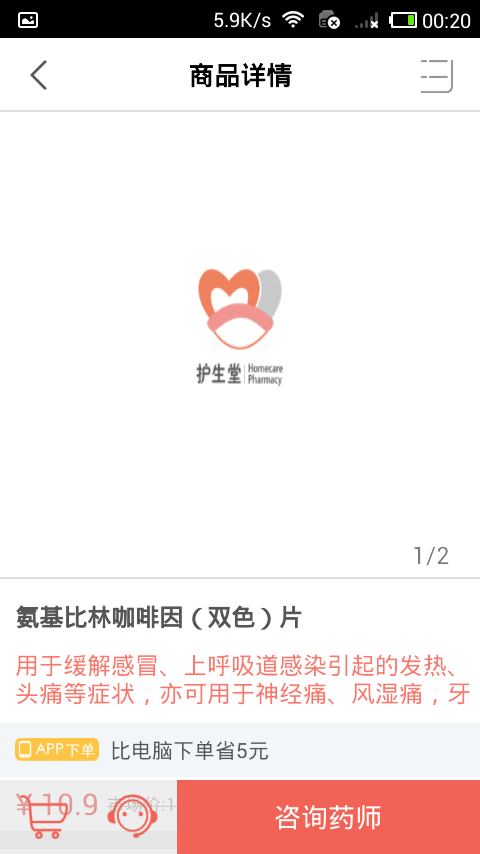 5.9K/s 00:20
商品详情
护生堂 Homecare
Pharmacy
1/2
氨基比林咖啡因（双色）片
用于缓解感冒、上呼吸道感染引起的发热、
头痛等症状，亦可用于神经痛、风湿痛，牙
APP下单 比电脑下单省5元
¥ 10.9 市场价:1
咨询药师